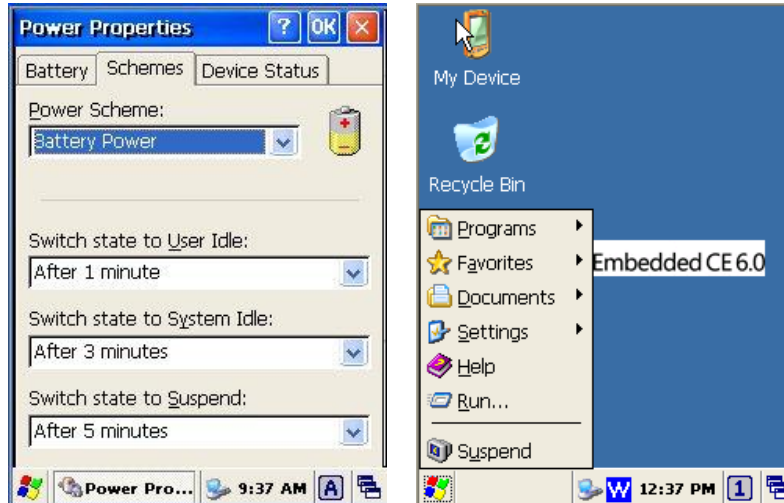 Power Properties ? OK ×
Battery Schemes Device Status
Power Scheme:
Battery Power
Switch state to User Idle:
After 1 minute
Switch state to System Idle:
After 3 minutes
Switch state to Suspend:
After 5 minutes
Power Pro... 9:37 AM A
My Device
Recycle Bin
Programs
Favorites
Documents
Settings
Help
Run...
Suspend
Embedded CE 6.0
W 12:37 PM 1